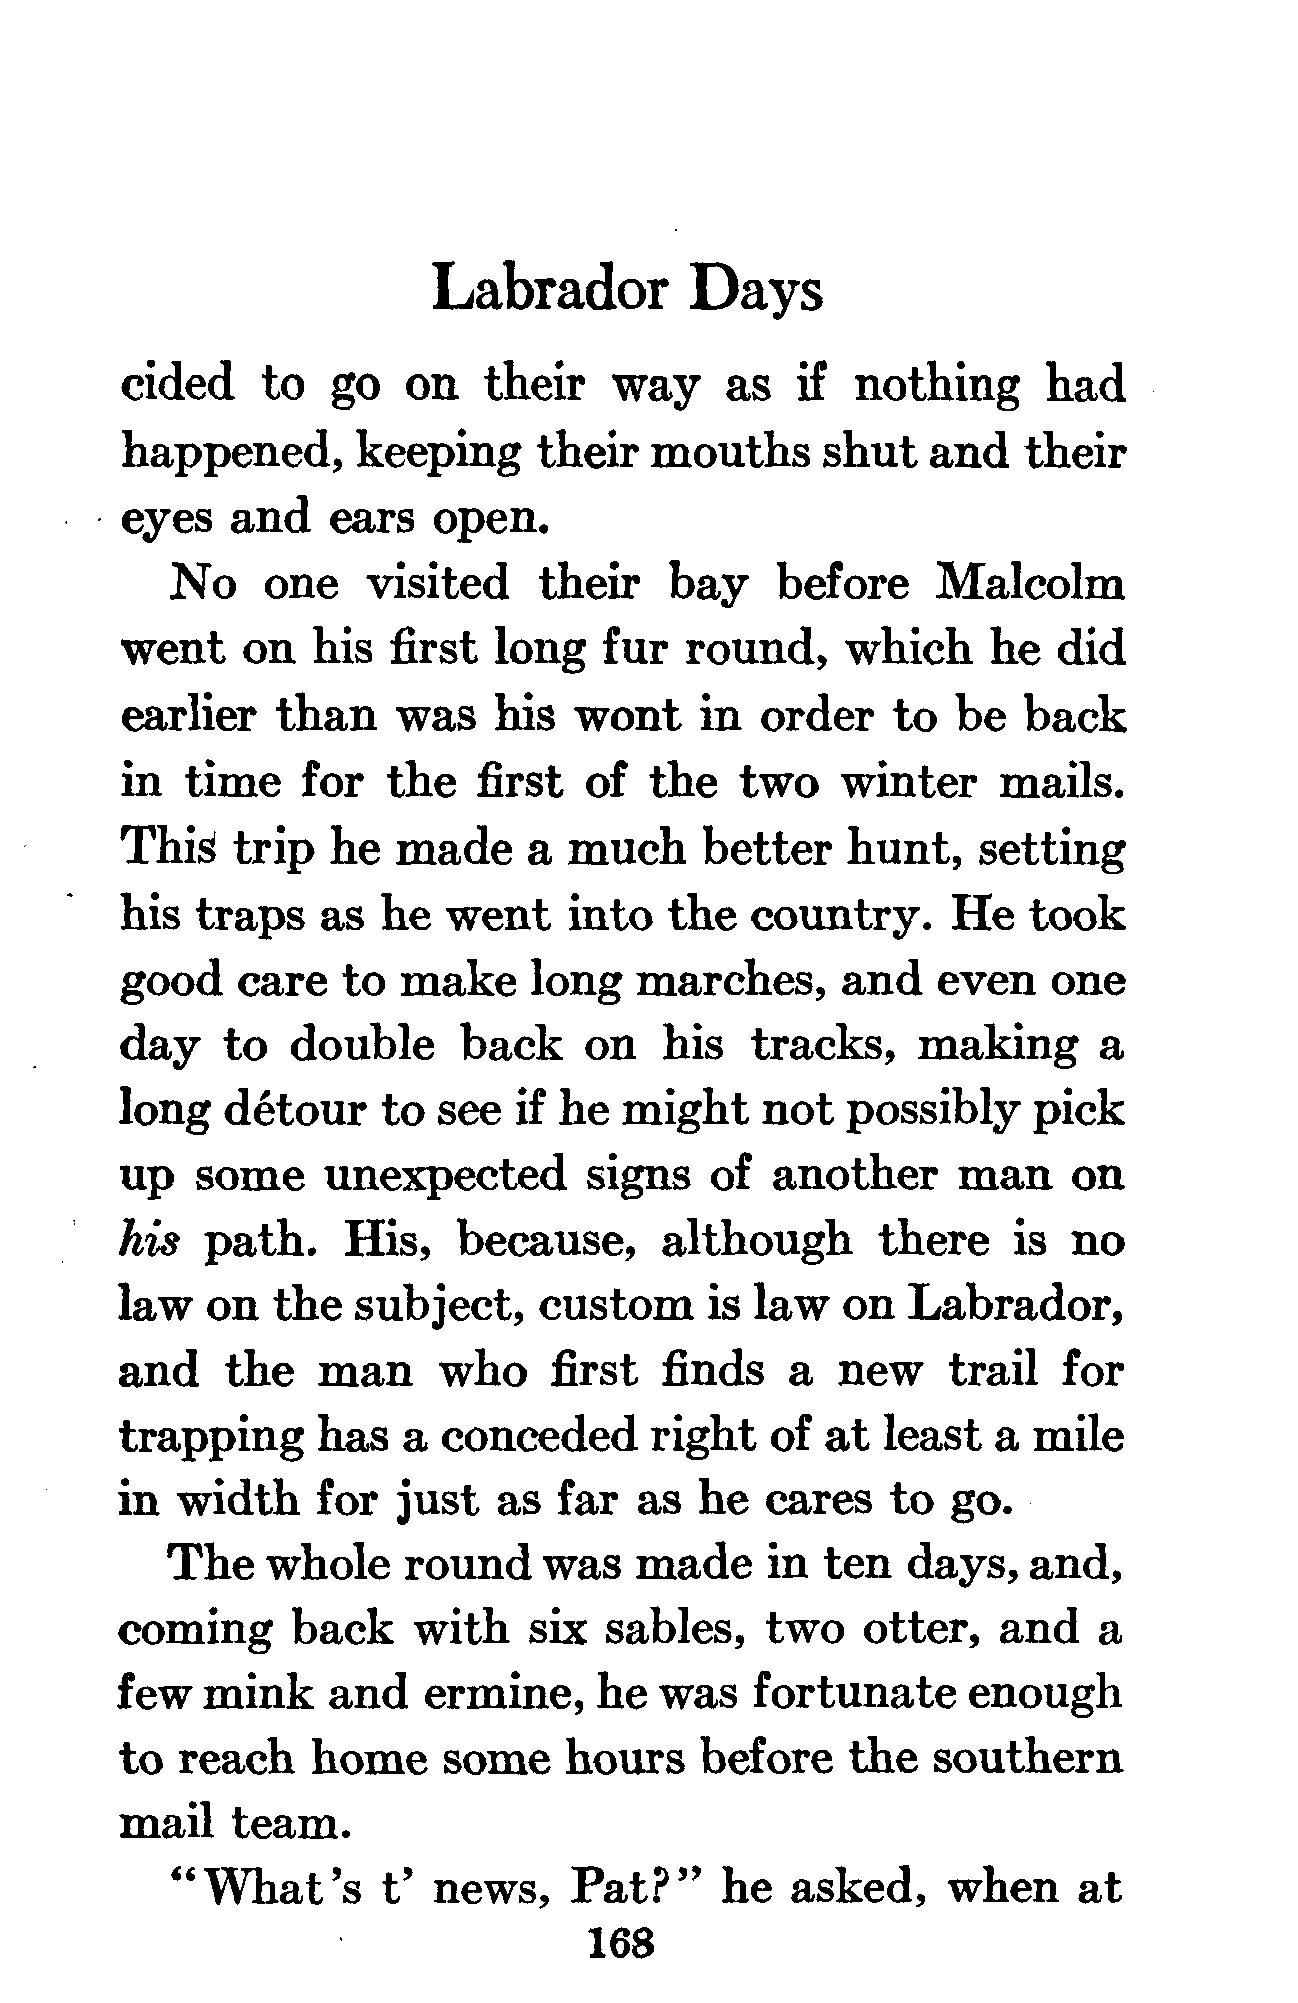 Labrador Days
cided to go on their way as if nothing had
happened, keeping their mouths shut and their
eyes and ears open.
No one visited their bay before Malcolm
went on his first long fur round, which he did
earlier than was his wont in order to be back
in time for the first of the two winter mails.
This trip he made a much better hunt, setting
his traps as he went into the country. He took
good care to make long marches, and even one
day to double back on his tracks, making a
long détour to see if he might not possibly pick
up some unexpected signs of another man on
his path. His, because, although there is no
law on the subject, custom is law on Labrador,
and the man who first finds a new trail for
trapping has a conceded right of at least a mile
in width for just as far as he cares to go.
The whole round was made in ten days, and,
coming back with six sables, two otter, and a
few mink and ermine, he was fortunate enough
to reach home some hours before the southern
mail team.
“What's t' news, Pat?” he asked, when at
168